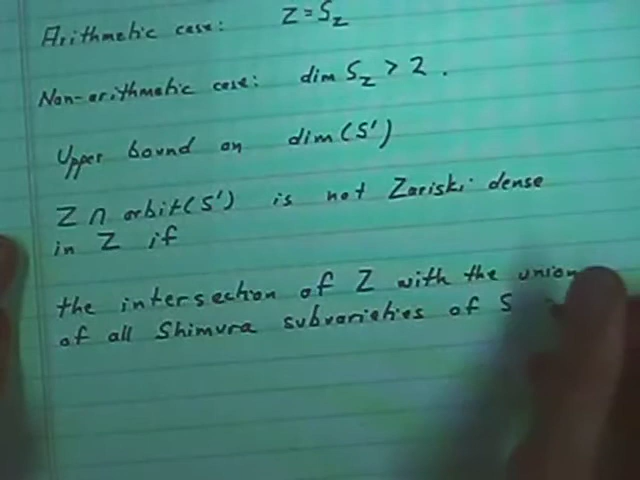 Arithmetic case: Z = S_Z
Non-arithmetic case: dim S_Z > 2.
Upper bound on dim(S')
Z ∩ orbit(S') is not Zariski dense
in Z if
the intersection of Z with the union
of all Shimura subvarieties of S